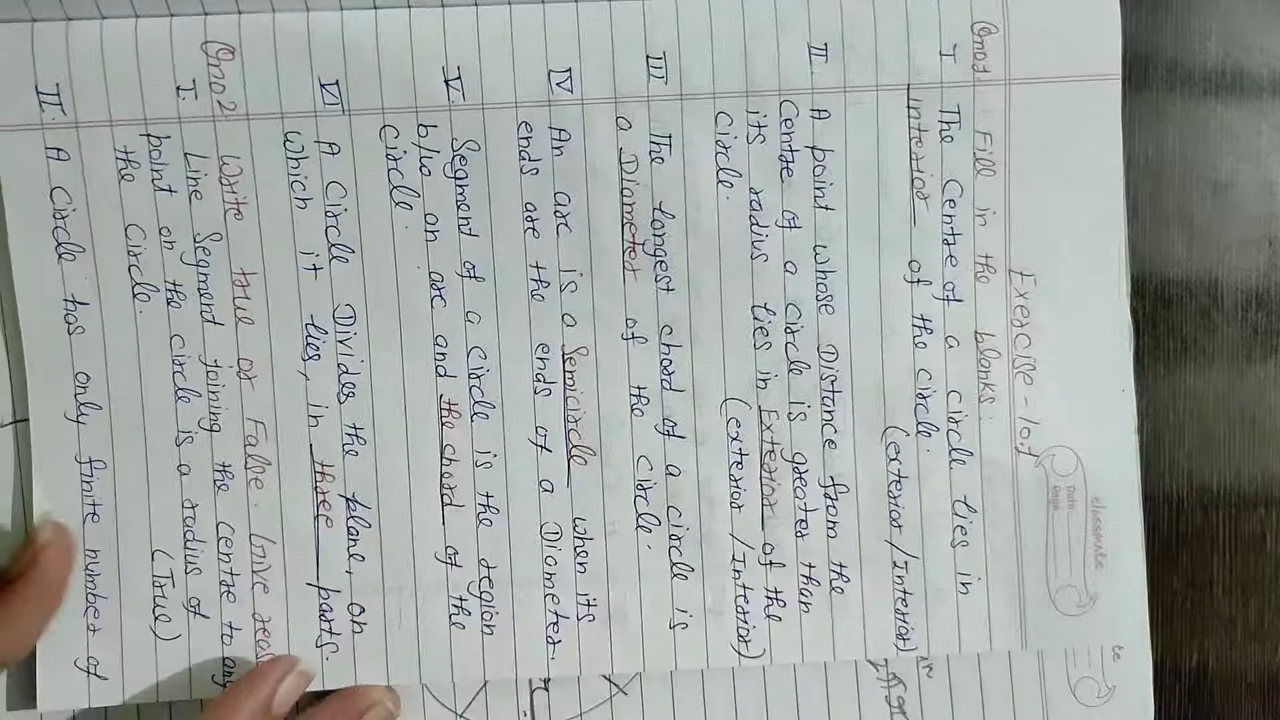 classmate
Date
Page
Exercise - 10.1
Qno1 Fill in the blanks.
I The Centre of a circle lies in
interior of the circle. (exterior/Interior)
II A point whose Distance from the
Centre of a circle is greater than
its radius lies in Exterior of the
circle. (exterior/Interior)
III The longest chord of a circle is
a Diameter of the circle.
IV An arc is a Semicircle when its
ends are the ends of a Diameter.
V. Segment of a circle is the region
b/w an arc and the chord of the
circle.
VI A Circle Divides the plane, on
which it lies, in three parts.
Qno2 Write true or False. Give reas
I. Line Segment joining the centre to any
point on the circle is a radius of
the circle. (True)
II. A Circle has only finite number of